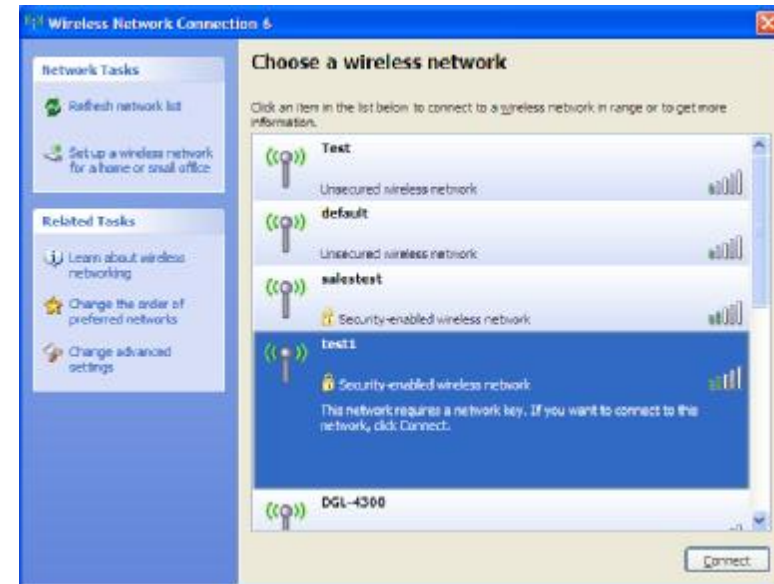 Wireless Network Connection 6
Network Tasks
Refresh network list
Set up a wireless network
for a home or small office
Related Tasks
Learn about wireless
networking
Change the order of
preferred networks
Change advanced
settings
Choose a wireless network
Click an item in the list below to connect to a wireless network in range or to get more
information.
Test
Unsecured wireless network
default
Unsecured wireless network
salestest
Security-enabled wireless network
test1
Security-enabled wireless network
This network requires a network key. If you want to connect to this
network, click Connect.
DGL-4300
Connect